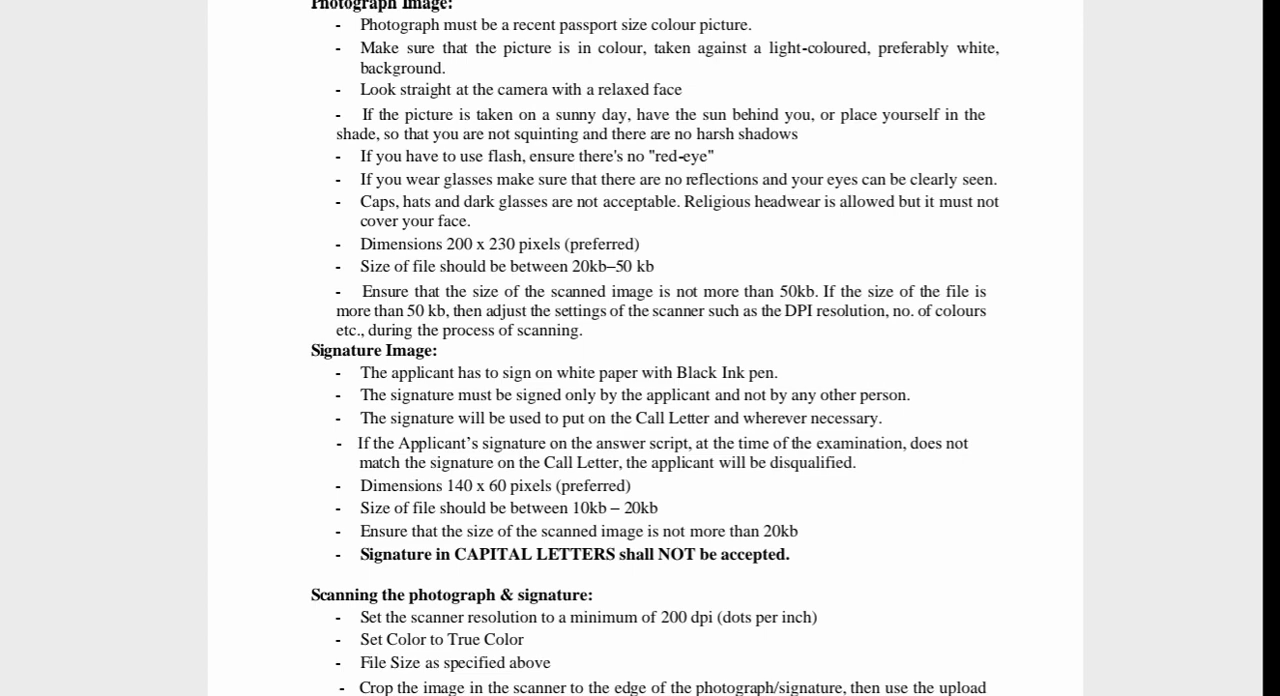 Photograph Image:
- Photograph must be a recent passport size colour picture.
- Make sure that the picture is in colour, taken against a light-coloured, preferably white,
background.
- Look straight at the camera with a relaxed face
- If the picture is taken on a sunny day, have the sun behind you, or place yourself in the
shade, so that you are not squinting and there are no harsh shadows
- If you have to use flash, ensure there's no "red-eye"
- If you wear glasses make sure that there are no reflections and your eyes can be clearly seen.
- Caps, hats and dark glasses are not acceptable. Religious headwear is allowed but it must not
cover your face.
- Dimensions 200 x 230 pixels (preferred)
- Size of file should be between 20kb–50 kb
- Ensure that the size of the scanned image is not more than 50kb. If the size of the file is
more than 50 kb, then adjust the settings of the scanner such as the DPI resolution, no. of colours
etc., during the process of scanning.
Signature Image:
- The applicant has to sign on white paper with Black Ink pen.
- The signature must be signed only by the applicant and not by any other person.
- The signature will be used to put on the Call Letter and wherever necessary.
- If the Applicant’s signature on the answer script, at the time of the examination, does not
match the signature on the Call Letter, the applicant will be disqualified.
- Dimensions 140 x 60 pixels (preferred)
- Size of file should be between 10kb – 20kb
- Ensure that the size of the scanned image is not more than 20kb
- Signature in CAPITAL LETTERS shall NOT be accepted.
Scanning the photograph & signature:
- Set the scanner resolution to a minimum of 200 dpi (dots per inch)
- Set Color to True Color
- File Size as specified above
- Crop the image in the scanner to the edge of the photograph/signature, then use the upload